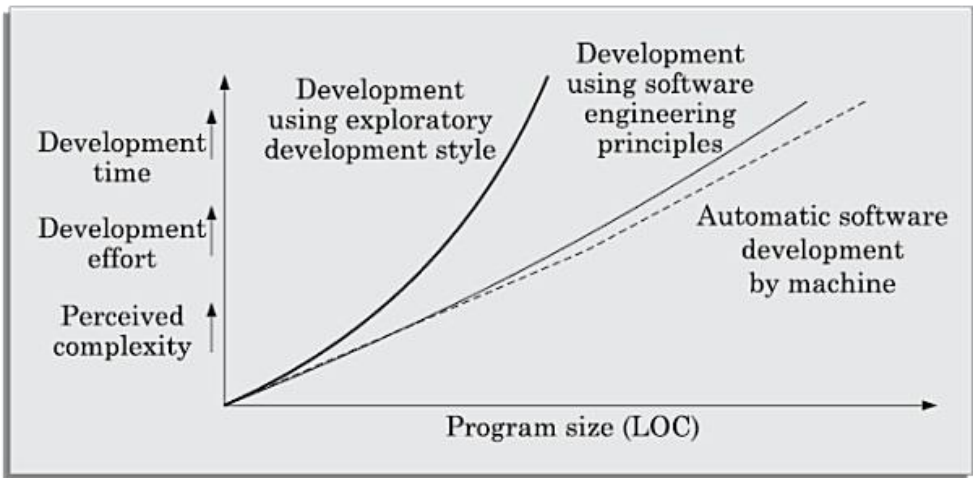 Development
using exploratory
development style
Development
using software
engineering
principles
Development
time
Development
effort
Perceived
complexity
Automatic software
development
by machine
Program size (LOC)